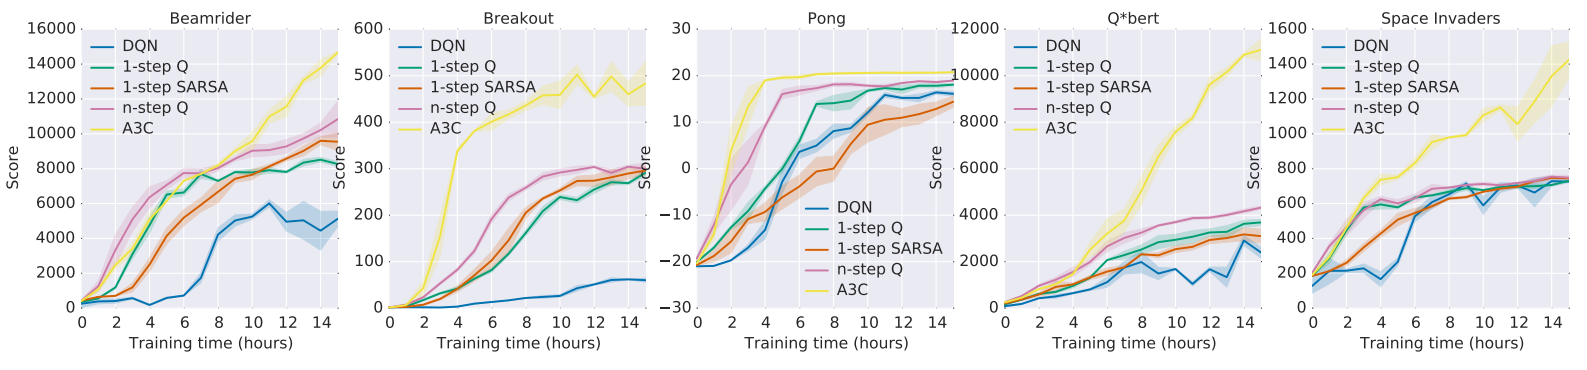 Beamrider
16000
14000
12000
10000
8000
6000
4000
2000
0
Score
DQN
1-step Q
1-step SARSA
n-step Q
A3C
0 2 4 6 8 10 12 14
Training time (hours)
Breakout
600
500
400
300
200
100
0
Score
DQN
1-step Q
1-step SARSA
n-step Q
A3C
0 2 4 6 8 10 12 14
Training time (hours)
Pong
30
20
10
0
−10
−20
−30
Score
DQN
1-step Q
1-step SARSA
n-step Q
A3C
0 2 4 6 8 10 12 14
Training time (hours)
Q*bert
12000
10000
8000
6000
4000
2000
0
Score
DQN
1-step Q
1-step SARSA
n-step Q
A3C
0 2 4 6 8 10 12 14
Training time (hours)
Space Invaders
1600
1400
1200
1000
800
600
400
200
0
Score
DQN
1-step Q
1-step SARSA
n-step Q
A3C
0 2 4 6 8 10 12 14
Training time (hours)